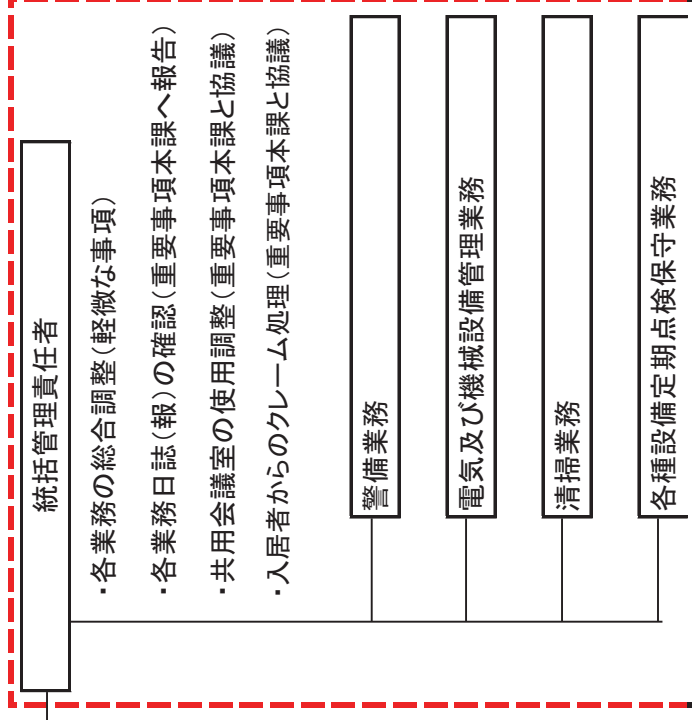 統括管理責任者
・各業務の総合調整(軽微な事項)
・各業務日誌(報)の確認(重要事項本課へ報告)
・共用会議室の使用調整(重要事項本課と協議)
・入居者からのクレーム処理(重要事項本課と協議)
警備業務
電気及び機械設備管理業務
清掃業務
各種設備定期点検保守業務